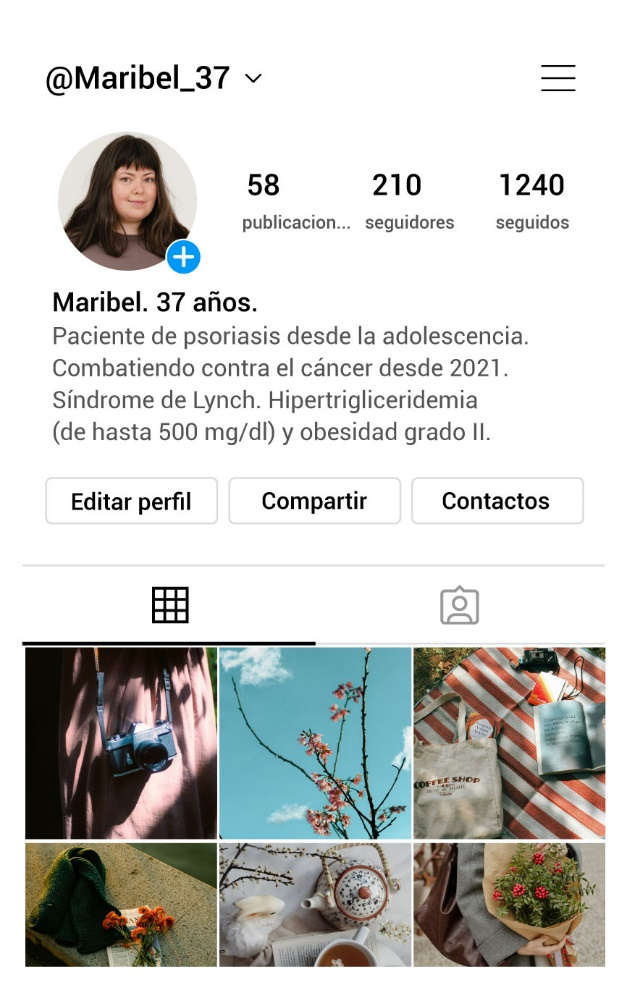 @Maribel_37
58 210 1240
publicacion... seguidores seguidos
Maribel. 37 años.
Paciente de psoriasis desde la adolescencia.
Combatiendo contra el cáncer desde 2021.
Síndrome de Lynch. Hipertrigliceridemia
(de hasta 500 mg/dl) y obesidad grado II.
Editar perfil Compartir Contactos
COFFEE SHOP